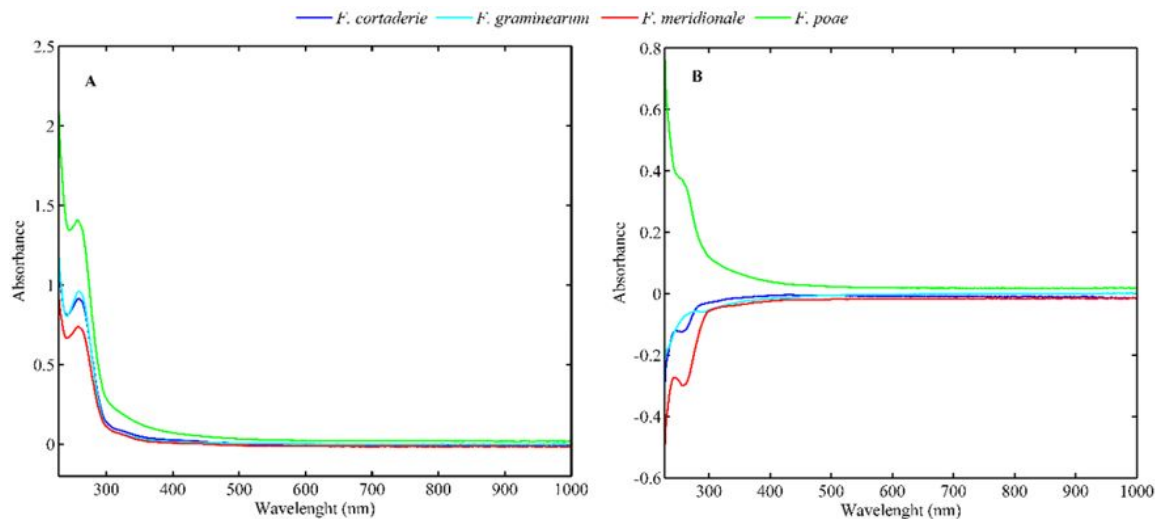 F. cortaderie F. graminearum F. meridionale F. poae
A
2.5
2
1.5
1
0.5
0
Absorbance
300 400 500 600 700 800 900 1000
Wavelenght (nm)
B
0.8
0.6
0.4
0.2
0
-0.2
-0.4
-0.6
Absorbance
300 400 500 600 700 800 900 1000
Wavelenght (nm)